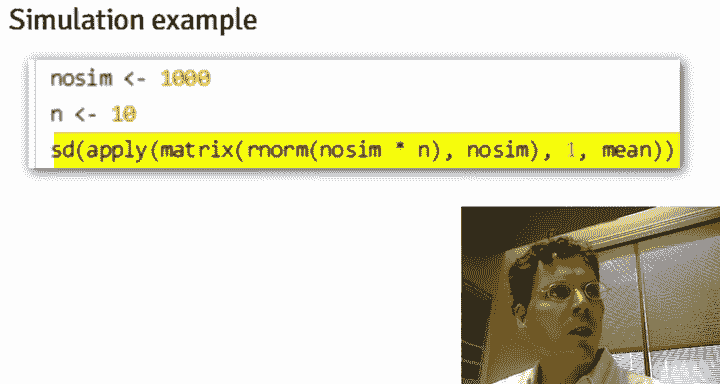 Simulation example
nosim <- 1000
n <- 10
sd(apply(matrix(rnorm(nosim * n), nosim), 1, mean))